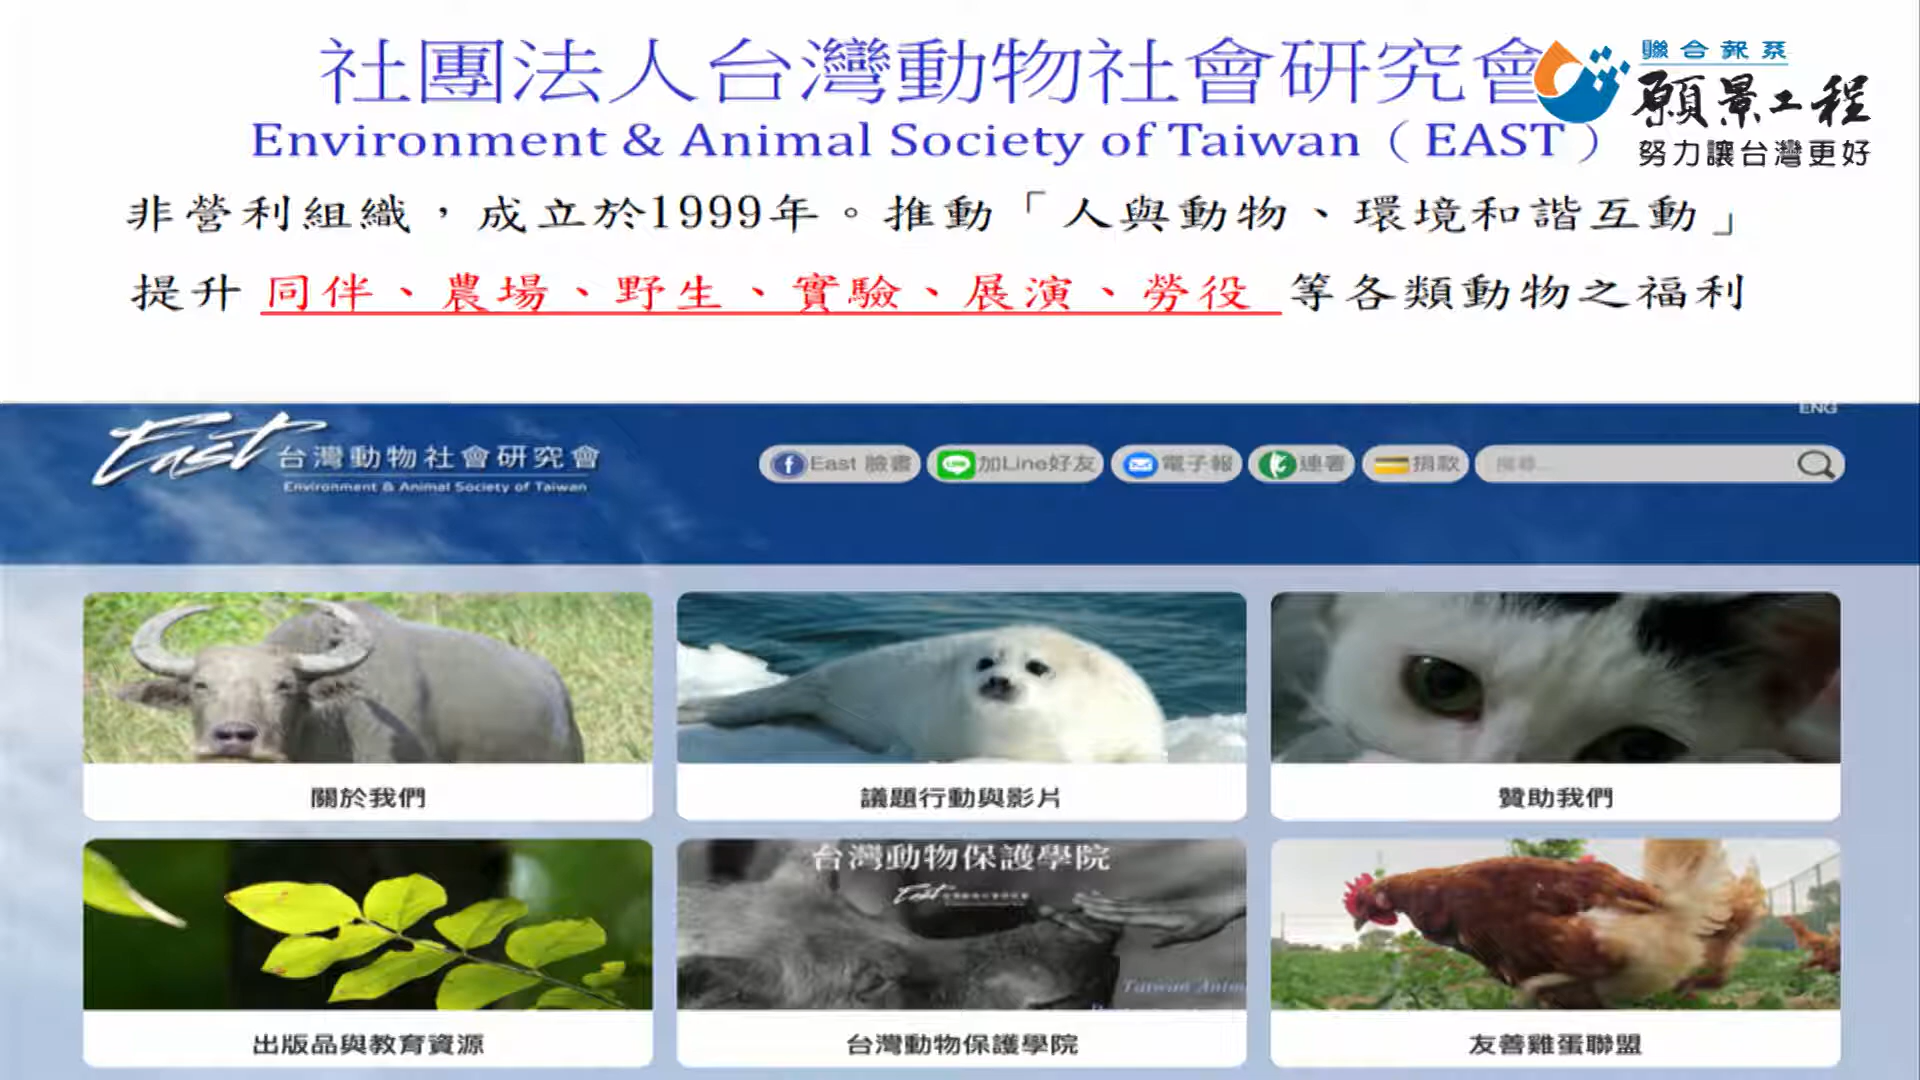 社團法人台灣動物社會研究會
Environment & Animal Society of Taiwan（EAST）
聯合報系
願景工程
努力讓台灣更好
非營利組織，成立於1999年。推動「人與動物、環境和諧互動」
提升 同伴、農場、野生、實驗、展演、勞役 等各類動物之福利
ENG
East 台灣動物社會研究會
Environment & Animal Society of Taiwan
East 臉書
加Line好友
電子報
連署
捐款
搜尋...
關於我們
議題行動與影片
贊助我們
台灣動物保護學院
East
Taiwan Anim
出版品與教育資源
台灣動物保護學院
友善雞蛋聯盟